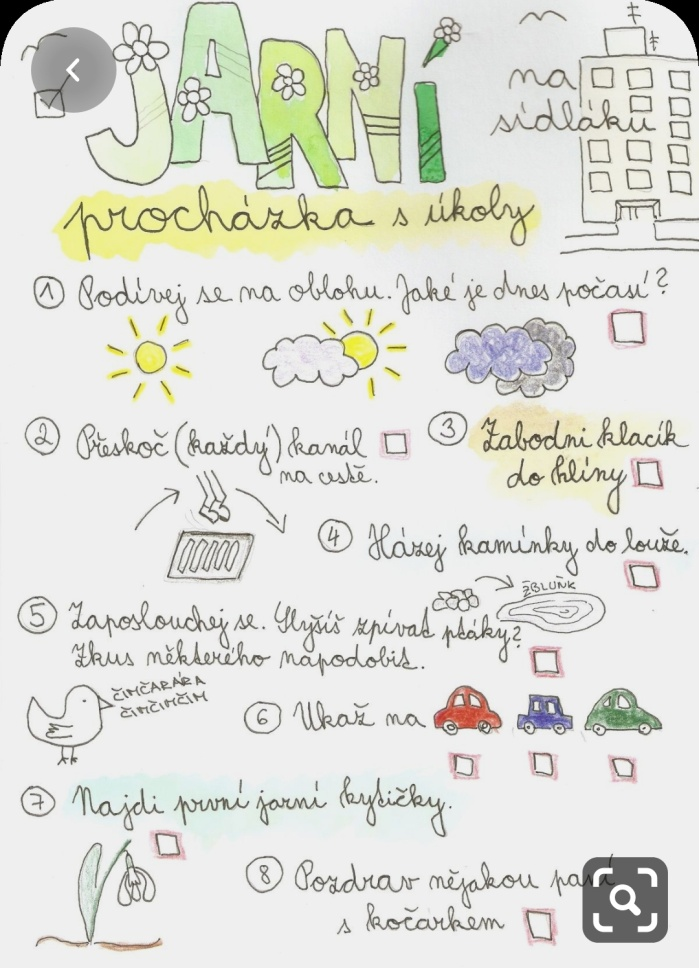 JARNÍ
na
sídláku
procházka s úkoly
1 Podívej se na oblohu. Jaké je dnes počasí?
2 Přeskoč (každý) kanál
na cestě.
3 Zabodni klacík
do hlíny
4 Házej kamínky do louže.
ŽBLUŇK
5 Zaposlouchej se. Slyšíš zpívat ptáky?
Zkus některého napodobit.
ČIMČARARA
ČIMČIMČIM
6 Ukaž na
7 Najdi první jarní kytičky.
8 Pozdrav nějakou paní
s kočárkem